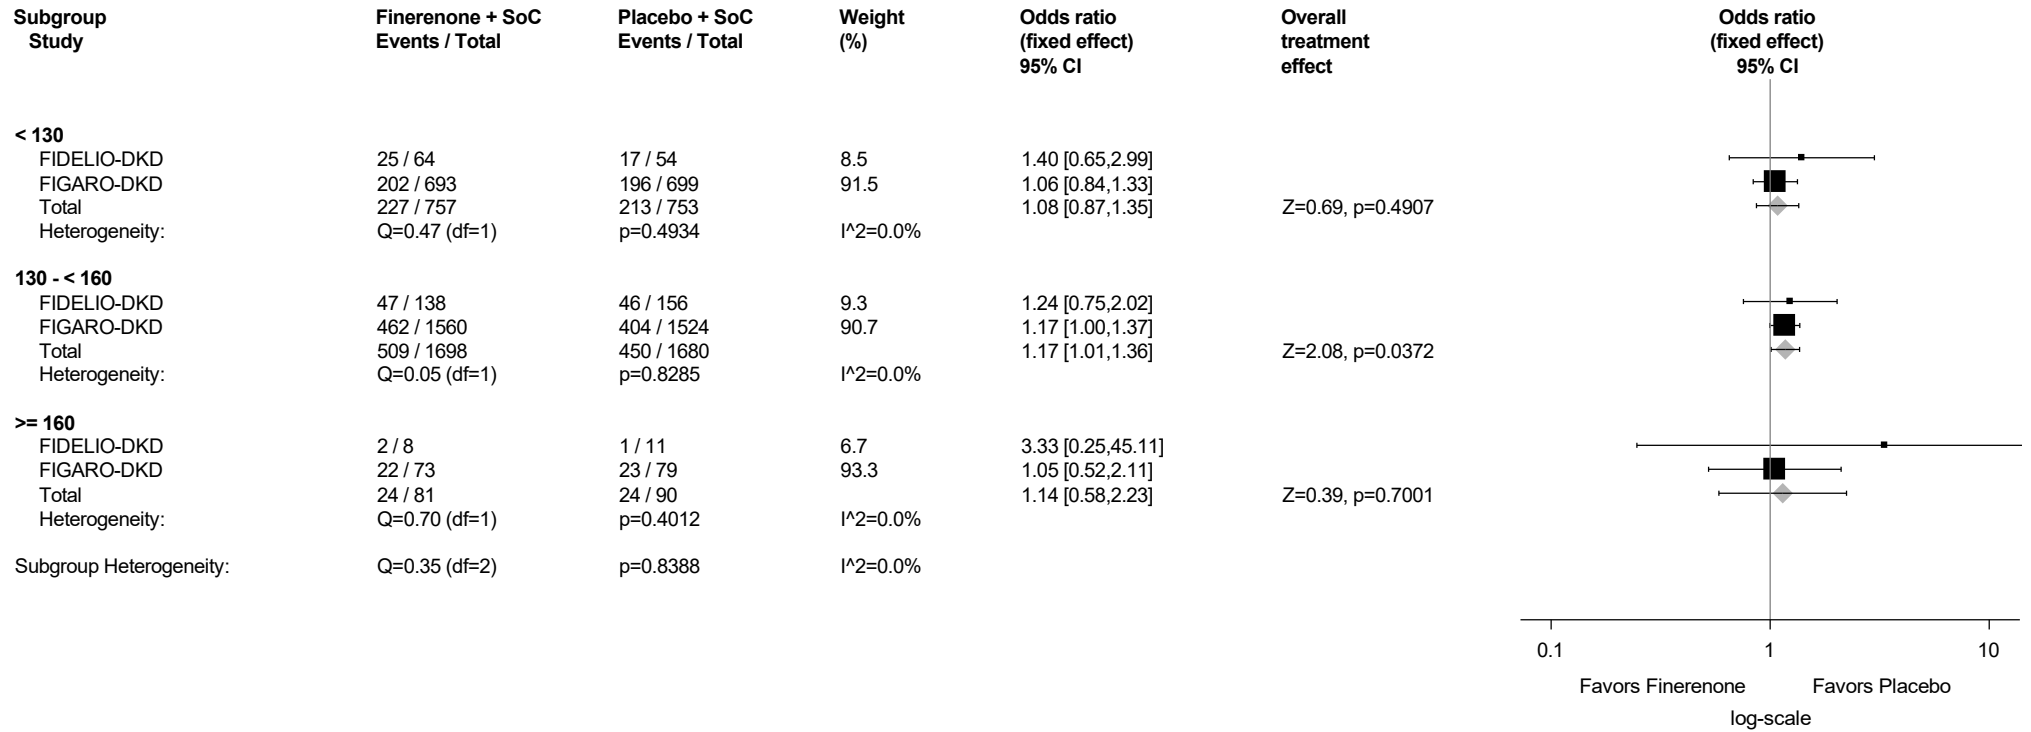 Subgroup Finerenone + SoC Placebo + SoC Weight Odds ratio Overall Odds ratio
Study Events / Total Events / Total (%) (fixed effect) treatment (fixed effect)
95% CI effect 95% CI
< 130
FIDELIO-DKD 25 / 64 17 / 54 8.5 1.40 [0.65,2.99]
FIGARO-DKD 202 / 693 196 / 699 91.5 1.06 [0.84,1.33]
Total 227 / 757 213 / 753 1.08 [0.87,1.35] Z=0.69, p=0.4907
Heterogeneity: Q=0.47 (df=1) p=0.4934 I^2=0.0%
130 - < 160
FIDELIO-DKD 47 / 138 46 / 156 9.3 1.24 [0.75,2.02]
FIGARO-DKD 462 / 1560 404 / 1524 90.7 1.17 [1.00,1.37]
Total 509 / 1698 450 / 1680 1.17 [1.01,1.36] Z=2.08, p=0.0372
Heterogeneity: Q=0.05 (df=1) p=0.8285 I^2=0.0%
>= 160
FIDELIO-DKD 2 / 8 1 / 11 6.7 3.33 [0.25,45.11]
FIGARO-DKD 22 / 73 23 / 79 93.3 1.05 [0.52,2.11]
Total 24 / 81 24 / 90 1.14 [0.58,2.23] Z=0.39, p=0.7001
Heterogeneity: Q=0.70 (df=1) p=0.4012 I^2=0.0%
Subgroup Heterogeneity: Q=0.35 (df=2) p=0.8388 I^2=0.0%
0.1 1 10
Favors Finerenone Favors Placebo
log-scale